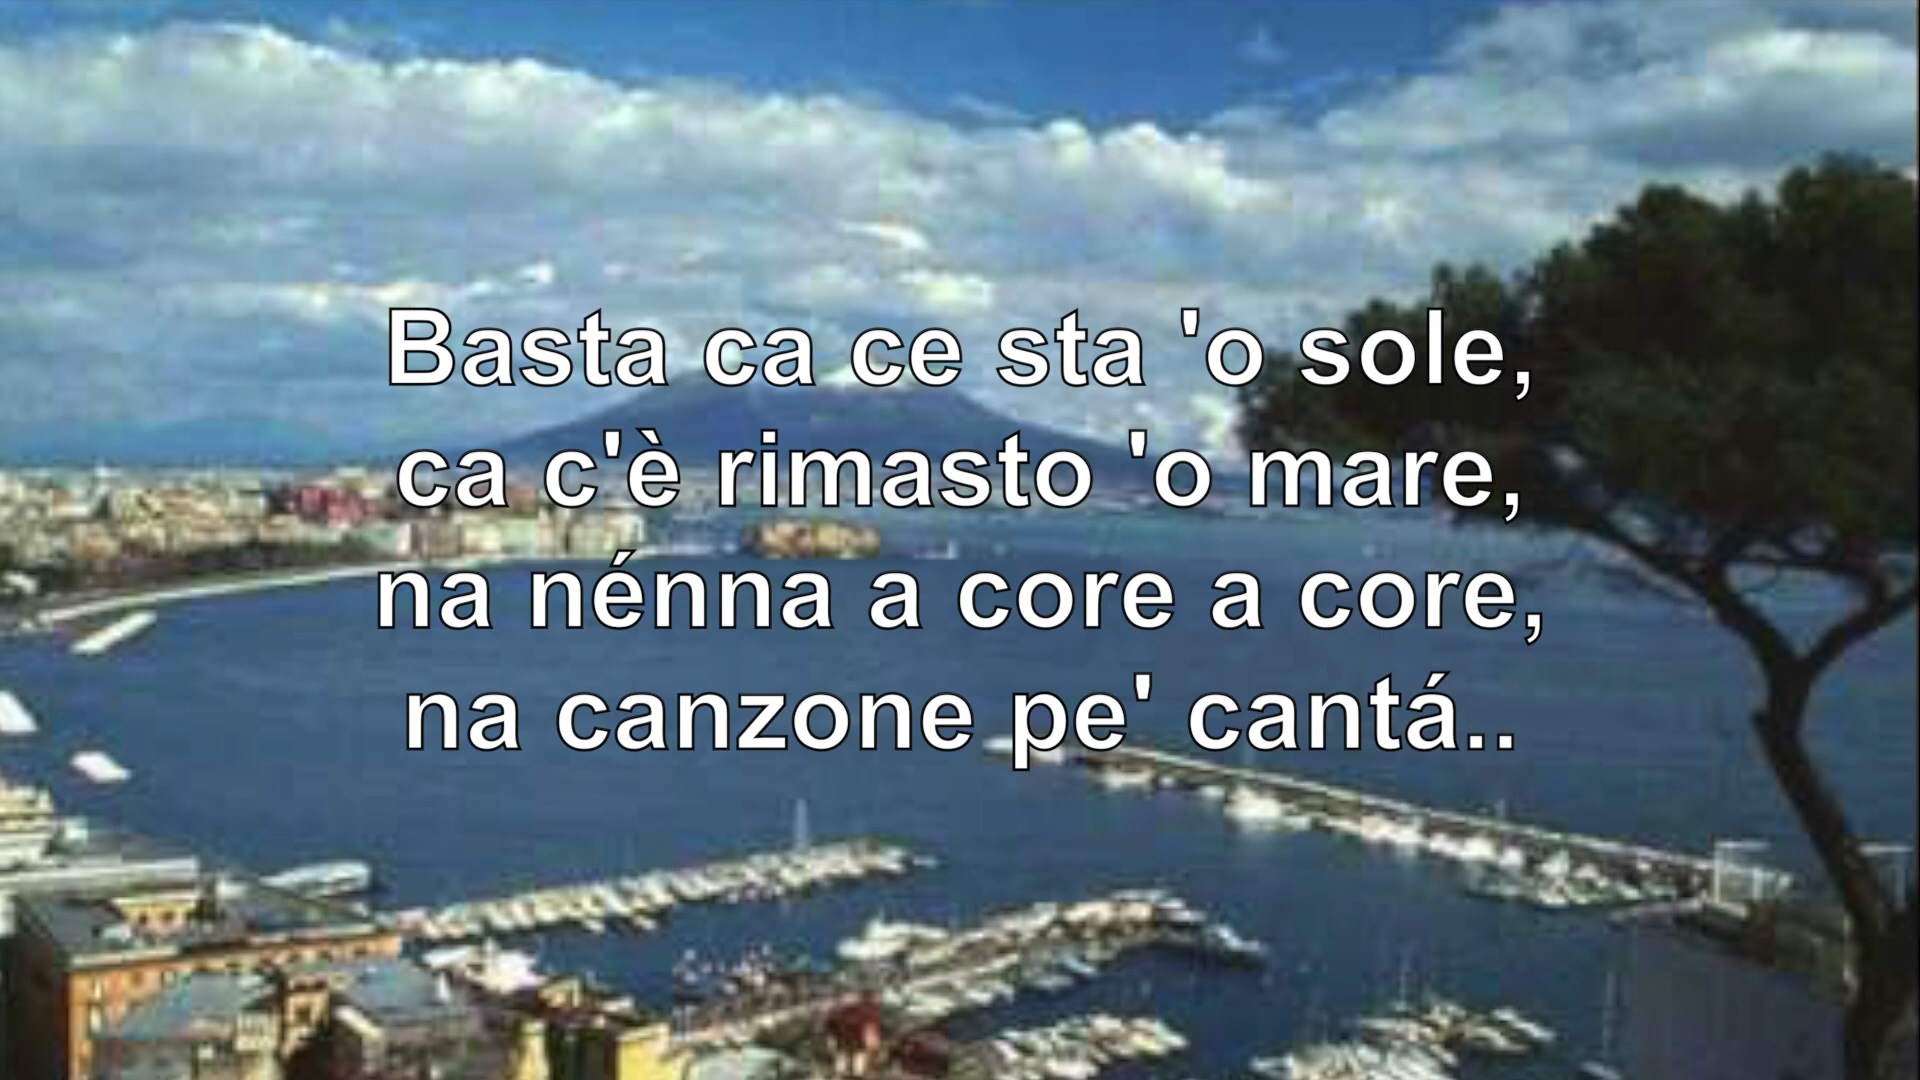 Basta ca ce sta 'o sole,
ca c'è rimasto 'o mare,
na nénna a core a core,
na canzone pe' cantá..